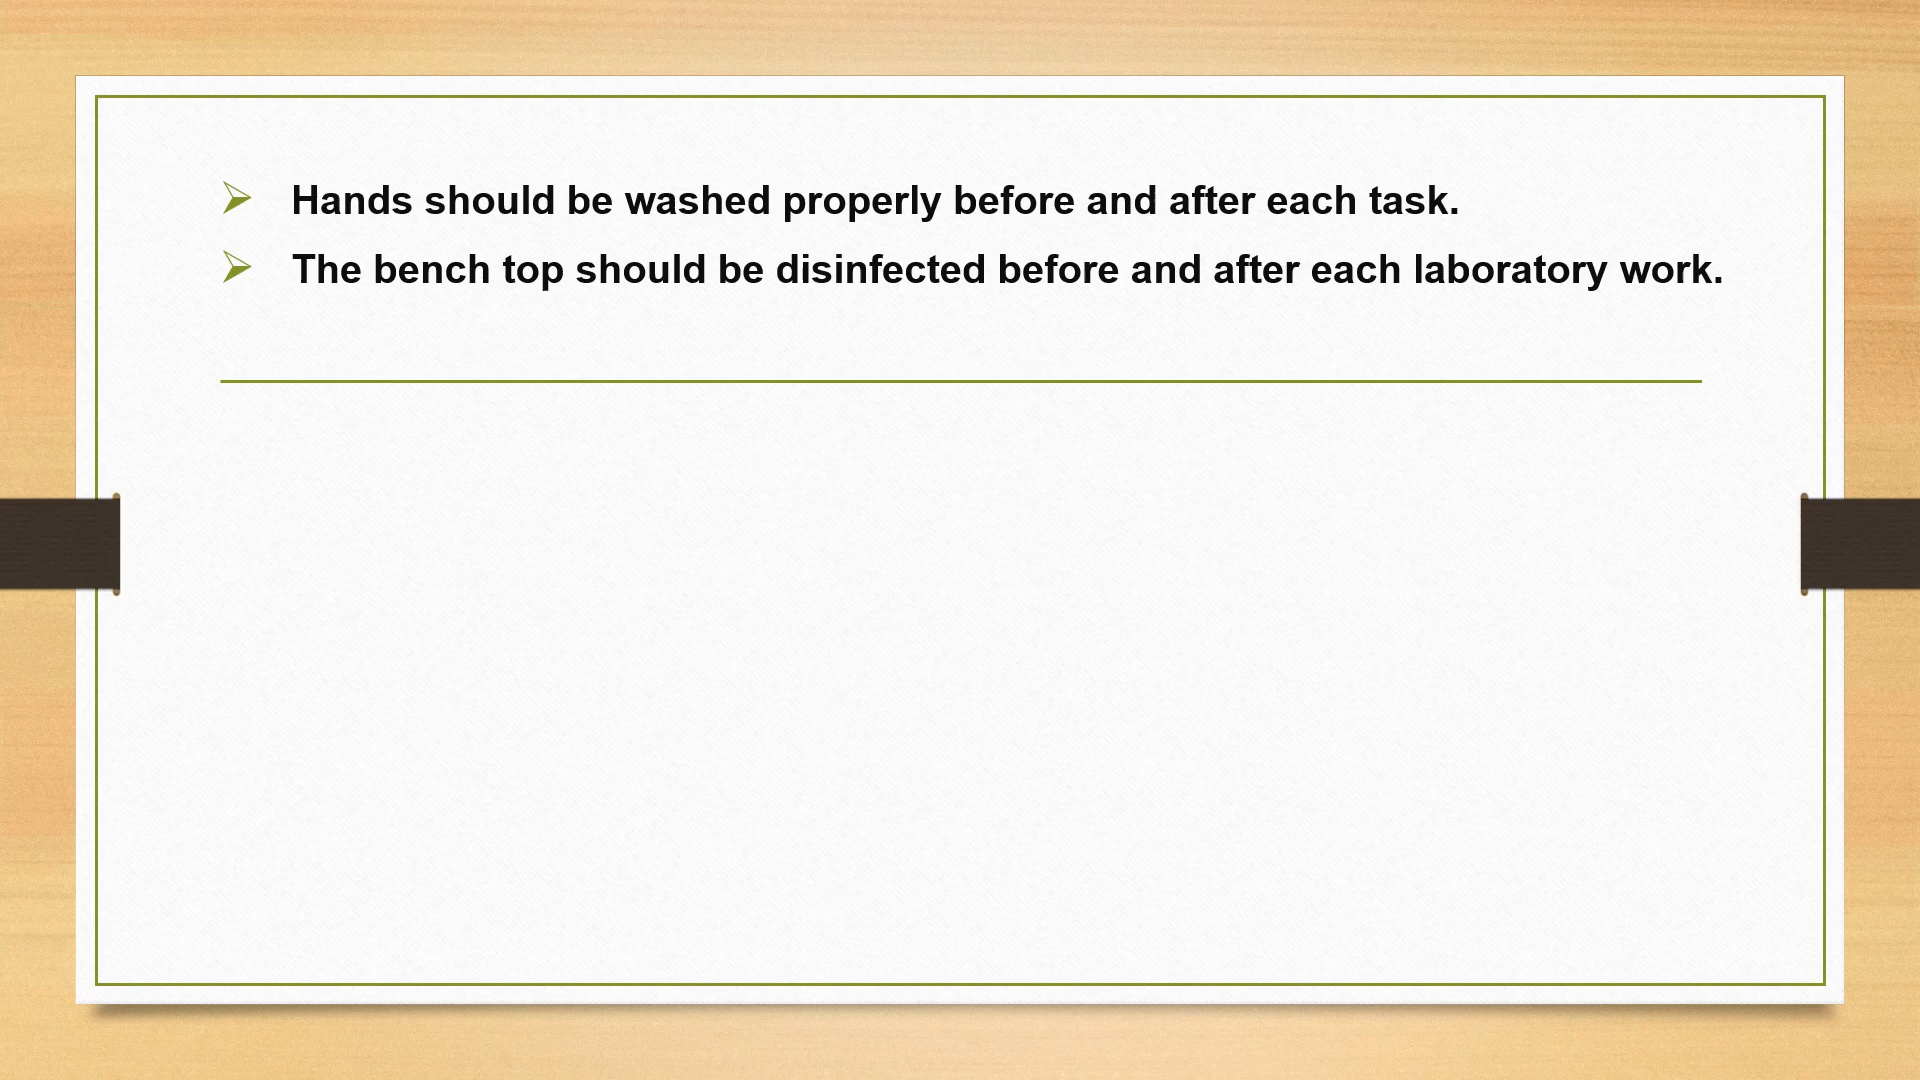 Hands should be washed properly before and after each task.
The bench top should be disinfected before and after each laboratory work.